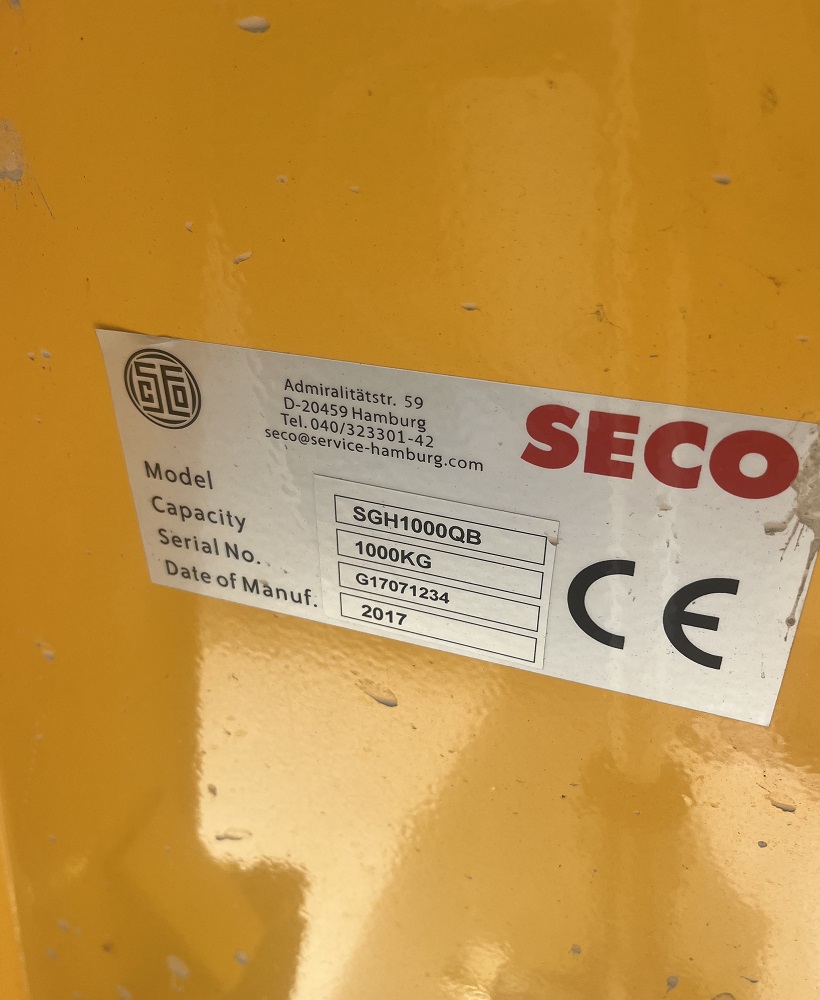 Admiralitätstr. 59
D-20459 Hamburg
Tel. 040/323301-42
seco@service-hamburg.com
SECO
Model SGH1000QB
Capacity 1000KG
Serial No. . . . G17071234
Date of Manuf. 2017
CE